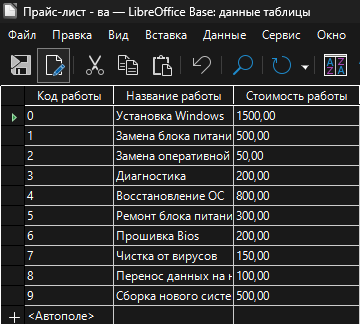 Прайс-лист - ва — LibreOffice Base: данные таблицы
Файл Правка Вид Вставка Данные Сервис Окно
Код работы Название работы Стоимость работы
0 Установка Windows 1500,00
1 Замена блока питани 500,00
2 Замена оперативной 50,00
3 Диагностика 200,00
4 Восстановление ОС 800,00
5 Ремонт блока питани 300,00
6 Прошивка Bios 200,00
7 Чистка от вирусов 150,00
8 Перенос данных на н 100,00
9 Сборка нового систе 500,00
<Автополе>